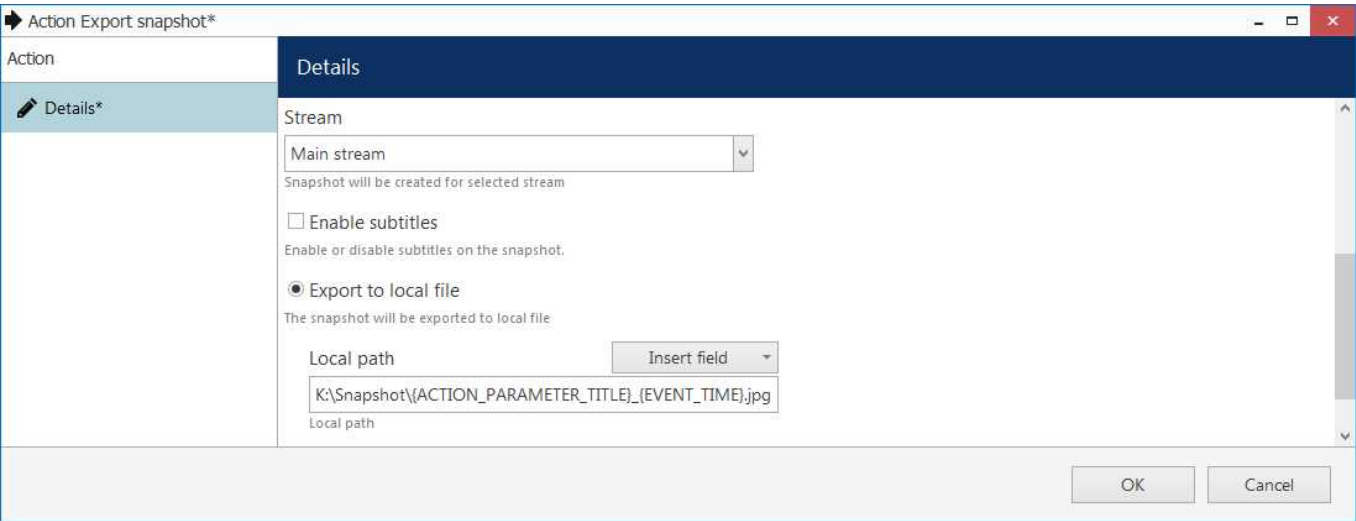 Action Export snapshot*
Action
Details
Details*
Stream
Main stream
Snapshot will be created for selected stream
Enable subtitles
Enable or disable subtitles on the snapshot.
Export to local file
The snapshot will be exported to local file
Local path
Insert field
K:\Snapshot\{ACTION_PARAMETER_TITLE}_{EVENT_TIME}.jpg
Local path
OK
Cancel